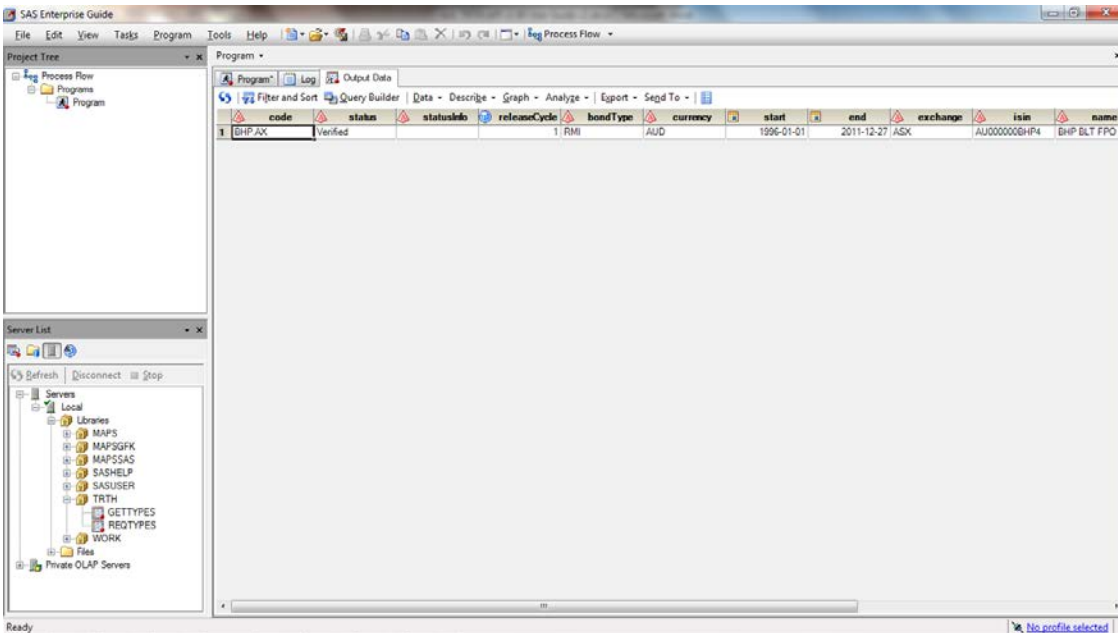 SAS Enterprise Guide
File Edit View Tasks Program Tools Help Process Flow
Project Tree
Process Flow
Programs
Program
Program
Program* Log Output Data
Filter and Sort Query Builder Data Describe Graph Analyze Export Send To
code status statusInfo releaseCycle bondType currency start end exchange isin name
1 BHP.AX Verified 1 RMI AUD 1996-01-01 2011-12-27 ASX AU000000BHP4 BHP BLT FPO
Server List
Refresh Disconnect Stop
Servers
Local
Libraries
MAPS
MAPSGFK
MAPSSAS
SASHELP
SASUSER
TRTH
GETTYPES
REQTYPES
WORK
Files
Private OLAP Servers
Ready
No profile selected